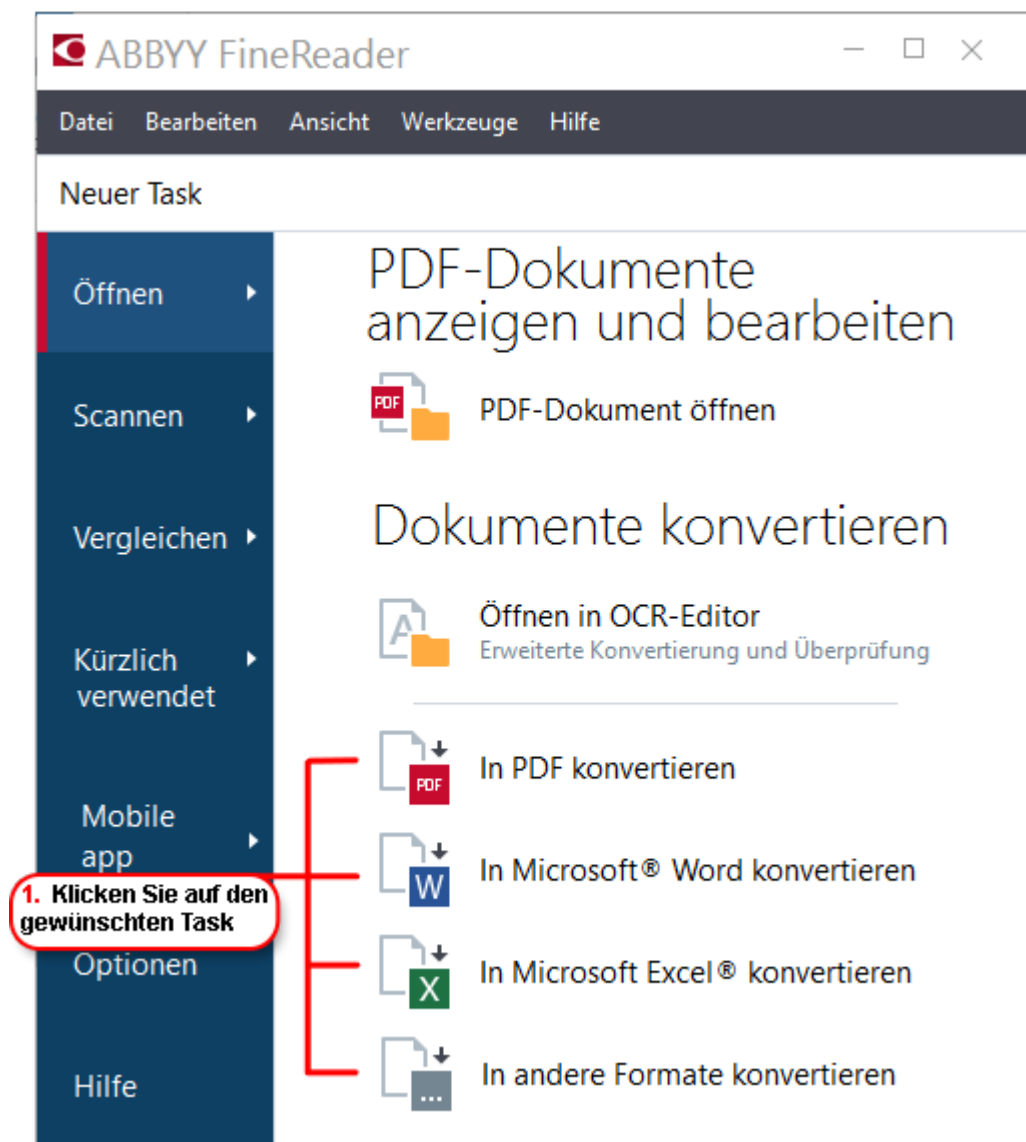 ABBYY FineReader
Datei Bearbeiten Ansicht Werkzeuge Hilfe
Neuer Task
Öffnen
Scannen
Vergleichen
Kürzlich
verwendet
Mobile
app
1. Klicken Sie auf den
gewünschten Task
Optionen
Hilfe
PDF-Dokumente
anzeigen und bearbeiten
PDF
PDF-Dokument öffnen
Dokumente konvertieren
A
Öffnen in OCR-Editor
Erweiterte Konvertierung und Überprüfung
PDF
In PDF konvertieren
W
In Microsoft® Word konvertieren
X
In Microsoft Excel® konvertieren
...
In andere Formate konvertieren